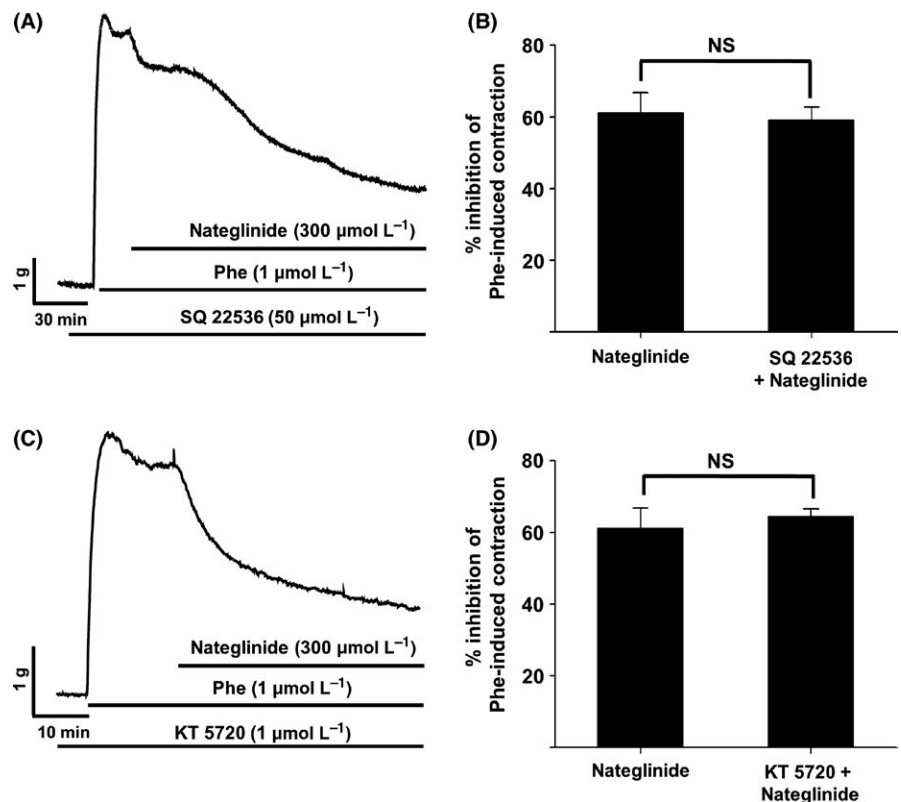 (A)
Nateglinide (300 µmol L⁻¹)
Phe (1 µmol L⁻¹)
SQ 22536 (50 µmol L⁻¹)
1 g
30 min
(B)
% inhibition of
Phe-induced contraction
80
60
40
20
NS
Nateglinide
SQ 22536
+ Nateglinide
(C)
Nateglinide (300 µmol L⁻¹)
Phe (1 µmol L⁻¹)
KT 5720 (1 µmol L⁻¹)
1 g
10 min
(D)
% inhibition of
Phe-induced contraction
80
60
40
20
NS
Nateglinide
KT 5720 +
Nateglinide